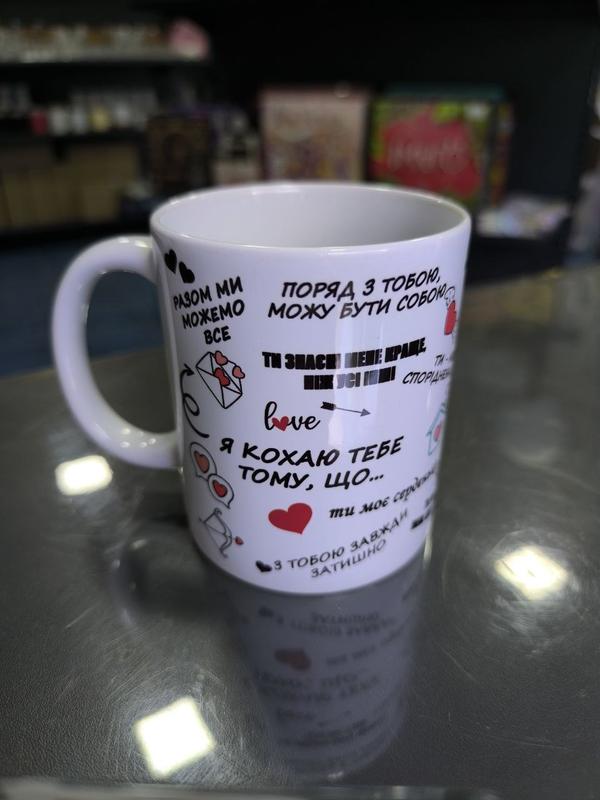 РАЗОМ МИ
МОЖЕМО
ВСЕ
ПОРЯД З ТОБОЮ,
МОЖУ БУТИ СОБОЮ
ТИ ЗНАЄШ МЕНЕ КРАЩЕ,
НІЖ УСІ ІНШІ
ТИ -
love
Я КОХАЮ ТЕБЕ
ТОМУ, ЩО...
ти моє
З ТОБОЮ ЗАВЖДИ
ЗАТИШНО